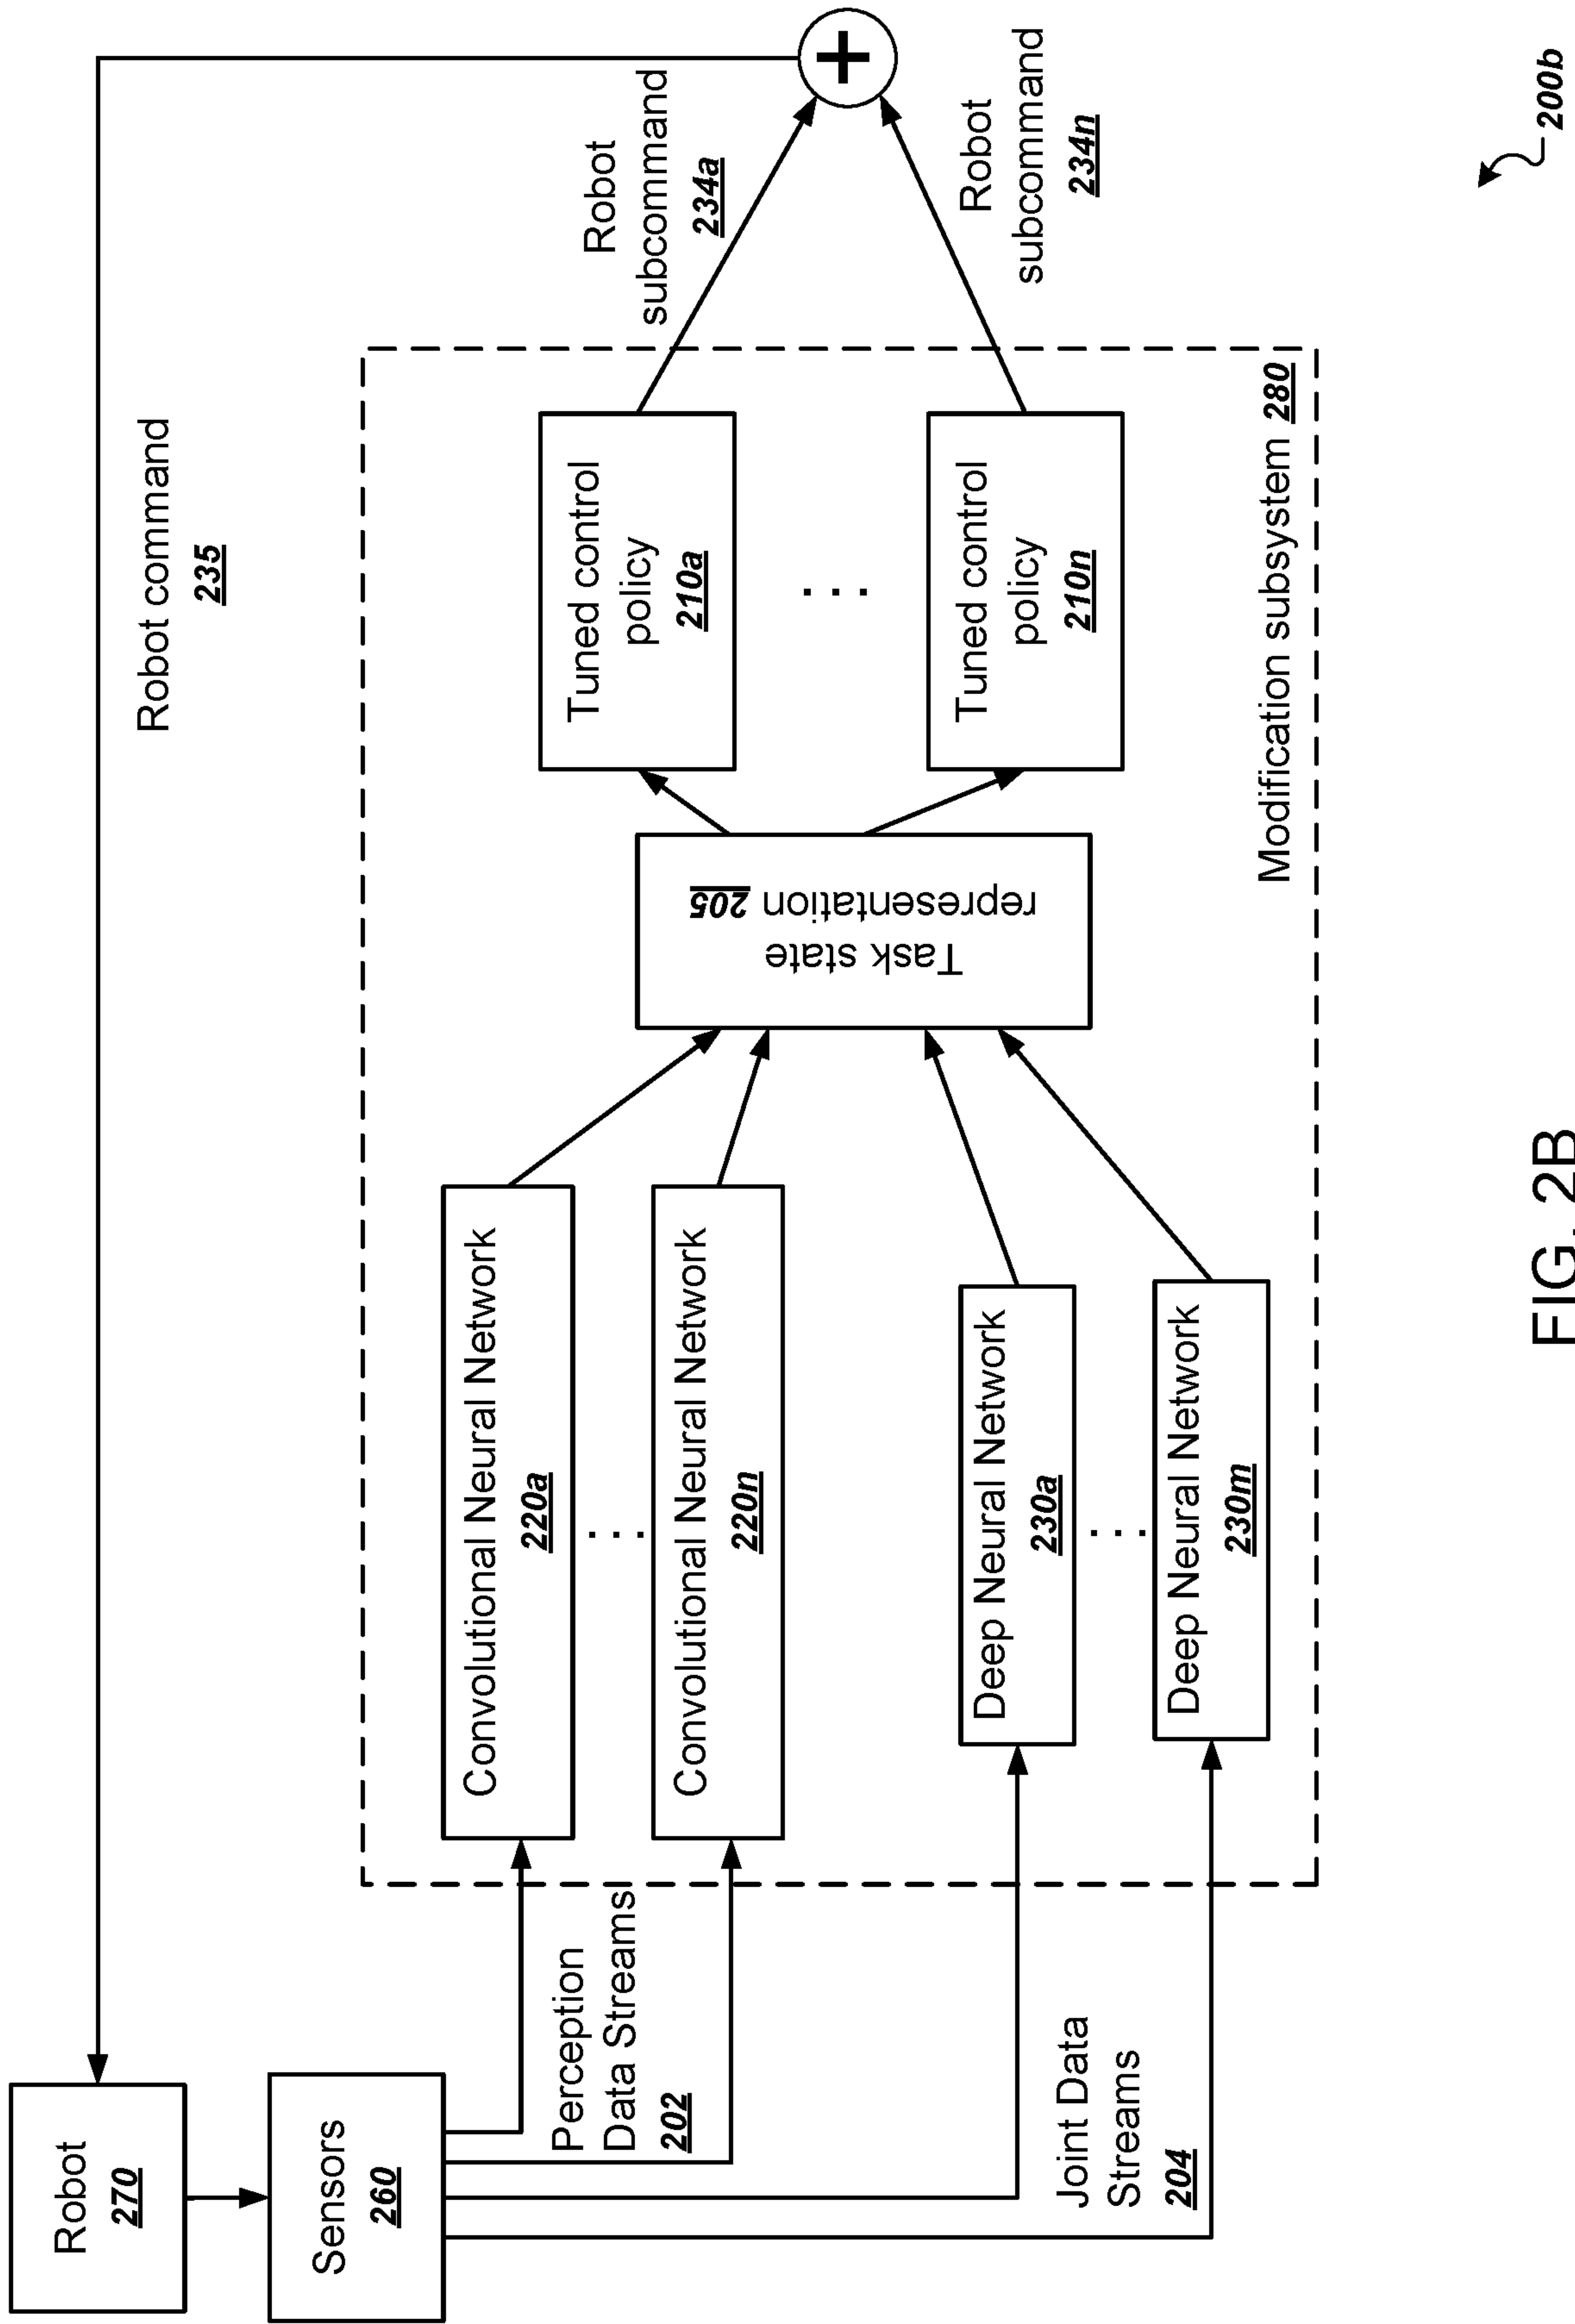 Robot
270
Robot command
235
Sensors
260
Perception
Data Streams
202
Joint Data
Streams
204
Convolutional Neural Network
220a
...
Convolutional Neural Network
220n
Deep Neural Network
230a
...
Deep Neural Network
230m
Task state
representation 205
Tuned control
policy
210a
...
Tuned control
policy
210n
Modification subsystem 280
Robot
subcommand
234a
Robot
subcommand
234n
+
200b
FIG. 2B